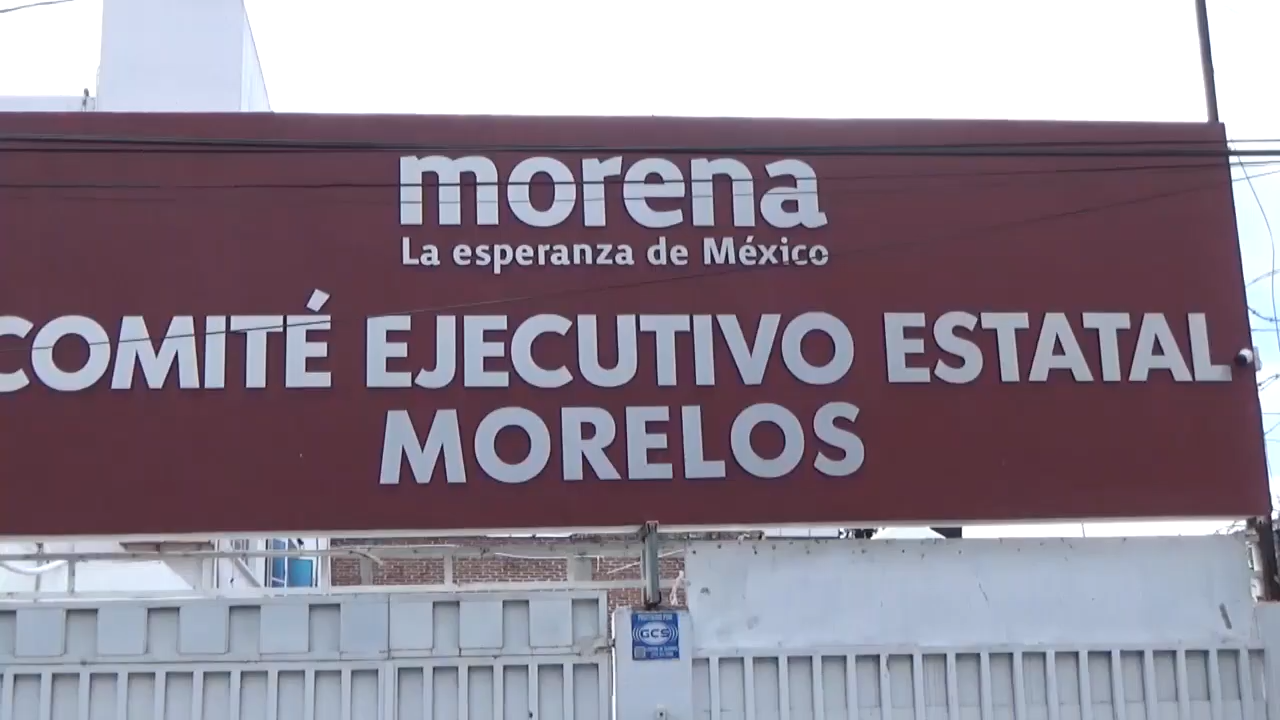 morena
La esperanza de México
COMITÉ EJECUTIVO ESTATAL
MORELOS
GCS